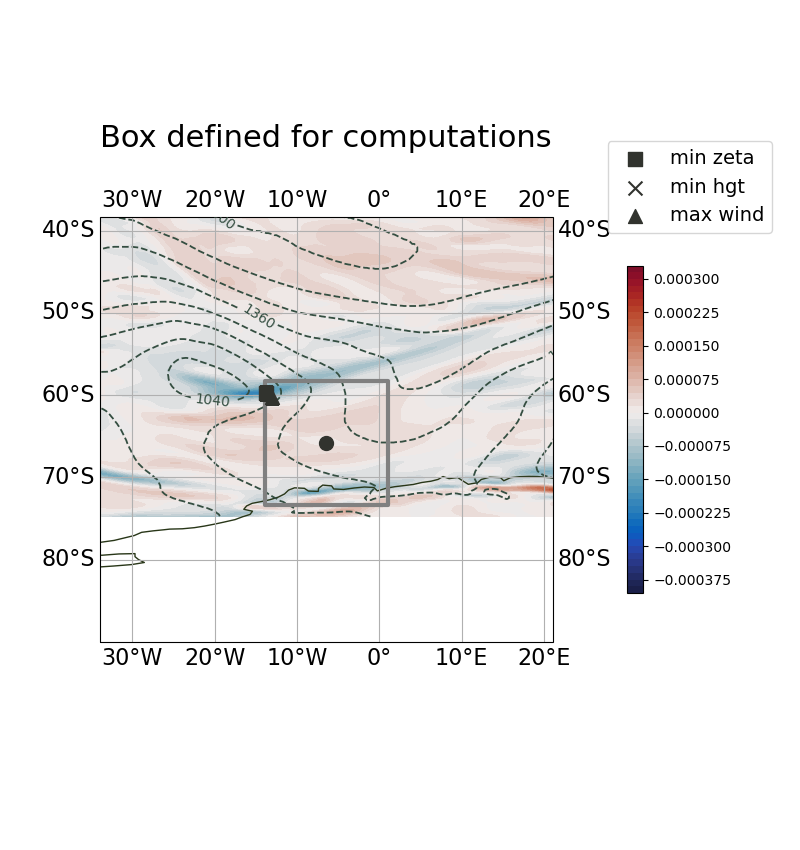 Box defined for computations
min zeta
min hgt
max wind
30°W 20°W 10°W 0° 10°E 20°E
40°S 40°S
50°S 50°S
60°S 60°S
70°S 70°S
80°S 80°S
1360
1040
30°W 20°W 10°W 0° 10°E 20°E
0.000300
0.000225
0.000150
0.000075
0.000000
−0.000075
−0.000150
−0.000225
−0.000300
−0.000375